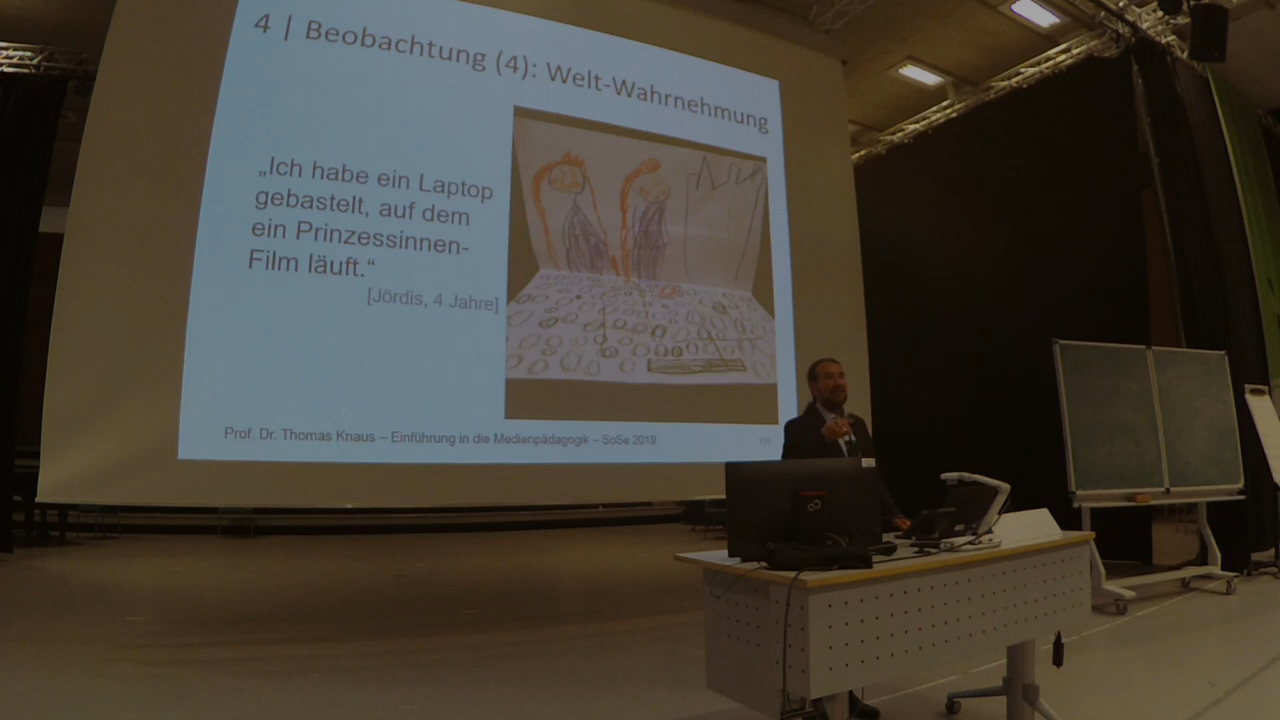 4 | Beobachtung (4): Welt-Wahrnehmung
„Ich habe ein Laptop
gebastelt, auf dem
ein Prinzessinnen-
Film läuft.“
[Jördis, 4 Jahre]
Prof. Dr. Thomas Knaus – Einführung in die Medienpädagogik – SoSe 2019